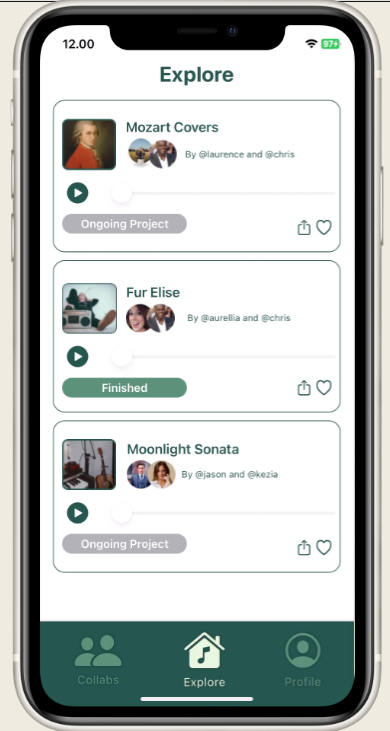 12.00
97
Explore
Mozart Covers
By @laurence and @chris
Ongoing Project
Fur Elise
By @aurellia and @chris
Finished
Moonlight Sonata
By @jason and @kezia
Ongoing Project
Collabs
Explore
Profile